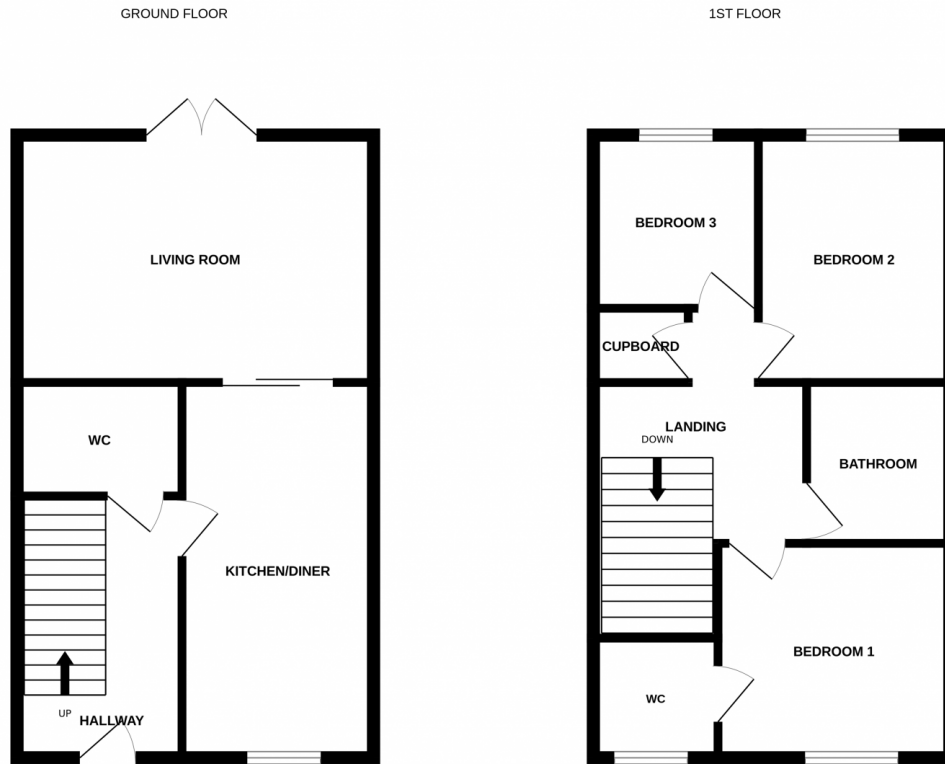 GROUND FLOOR
LIVING ROOM
WC
KITCHEN/DINER
UP
HALLWAY
1ST FLOOR
BEDROOM 3
BEDROOM 2
CUPBOARD
LANDING
DOWN
BATHROOM
BEDROOM 1
WC